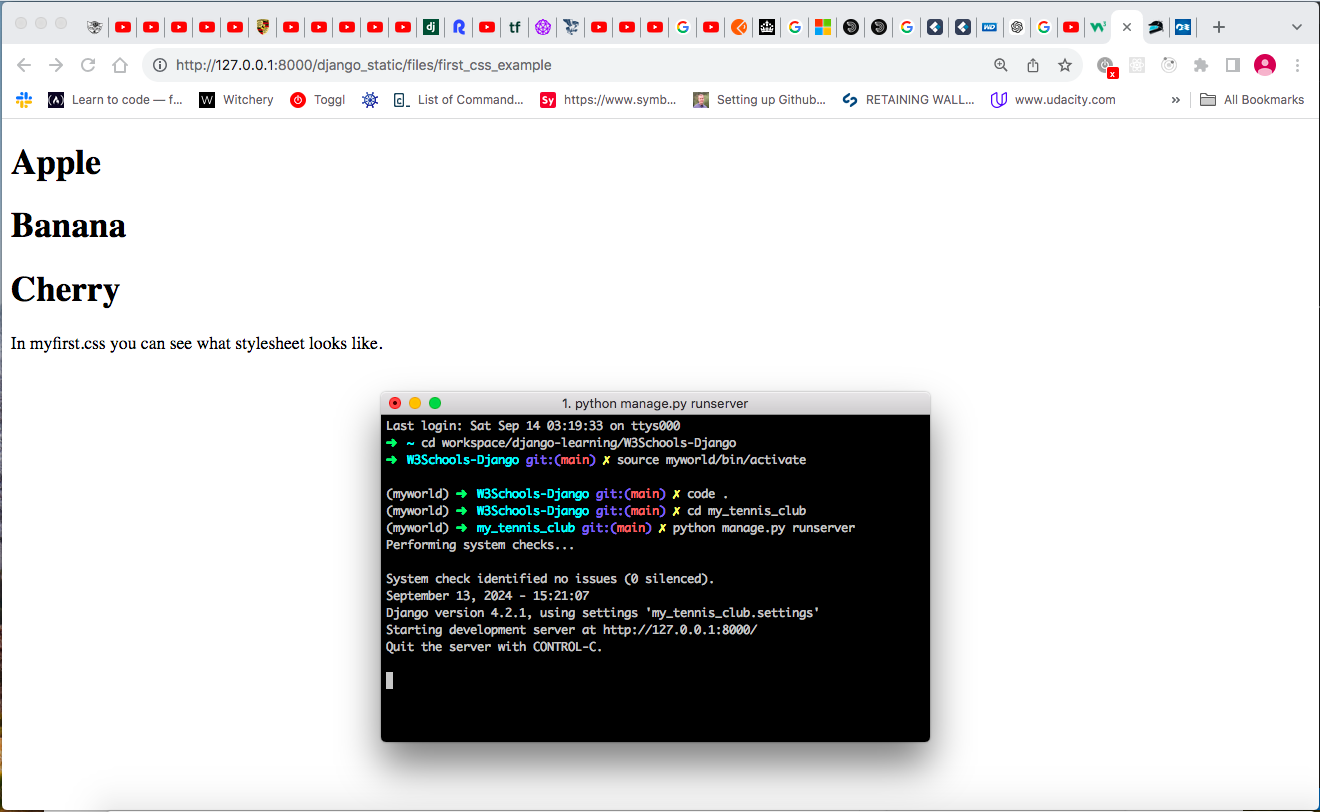 dj
R
tf
G
G
G
WD
G
W3
http://127.0.0.1:8000/django_static/files/first_css_example
x
(A) Learn to code — f...
W Witchery
Toggl
C_ List of Command...
Sy https://www.symb...
Setting up Github...
RETAINING WALL...
www.udacity.com
»
All Bookmarks
Apple
Banana
Cherry
In myfirst.css you can see what stylesheet looks like.
1. python manage.py runserver
Last login: Sat Sep 14 03:19:33 on ttys000
➜ ~ cd workspace/django-learning/W3Schools-Django
➜ W3Schools-Django git:(main) ✗ source myworld/bin/activate
(myworld) ➜ W3Schools-Django git:(main) ✗ code .
(myworld) ➜ W3Schools-Django git:(main) ✗ cd my_tennis_club
(myworld) ➜ my_tennis_club git:(main) ✗ python manage.py runserver
Performing system checks...
System check identified no issues (0 silenced).
September 13, 2024 - 15:21:07
Django version 4.2.1, using settings 'my_tennis_club.settings'
Starting development server at http://127.0.0.1:8000/
Quit the server with CONTROL-C.